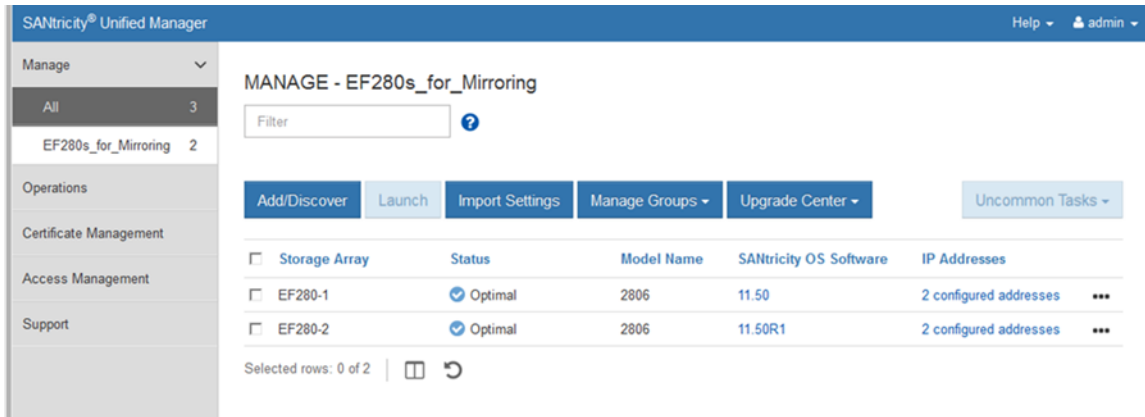 SANtricity® Unified Manager
Help admin
Manage
All 3
EF280s_for_Mirroring 2
Operations
Certificate Management
Access Management
Support
MANAGE - EF280s_for_Mirroring
Filter ?
Add/Discover Launch Import Settings Manage Groups Upgrade Center Uncommon Tasks
Storage Array Status Model Name SANtricity OS Software IP Addresses
EF280-1 Optimal 2806 11.50 2 configured addresses •••
EF280-2 Optimal 2806 11.50R1 2 configured addresses •••
Selected rows: 0 of 2